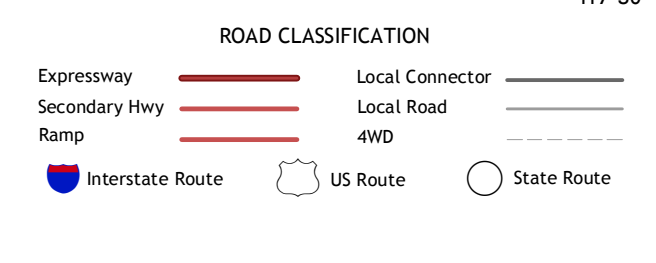 ROAD CLASSIFICATION
Expressway
Local Connector
Secondary Hwy
Local Road
Ramp
4WD
Interstate Route
US Route
State Route